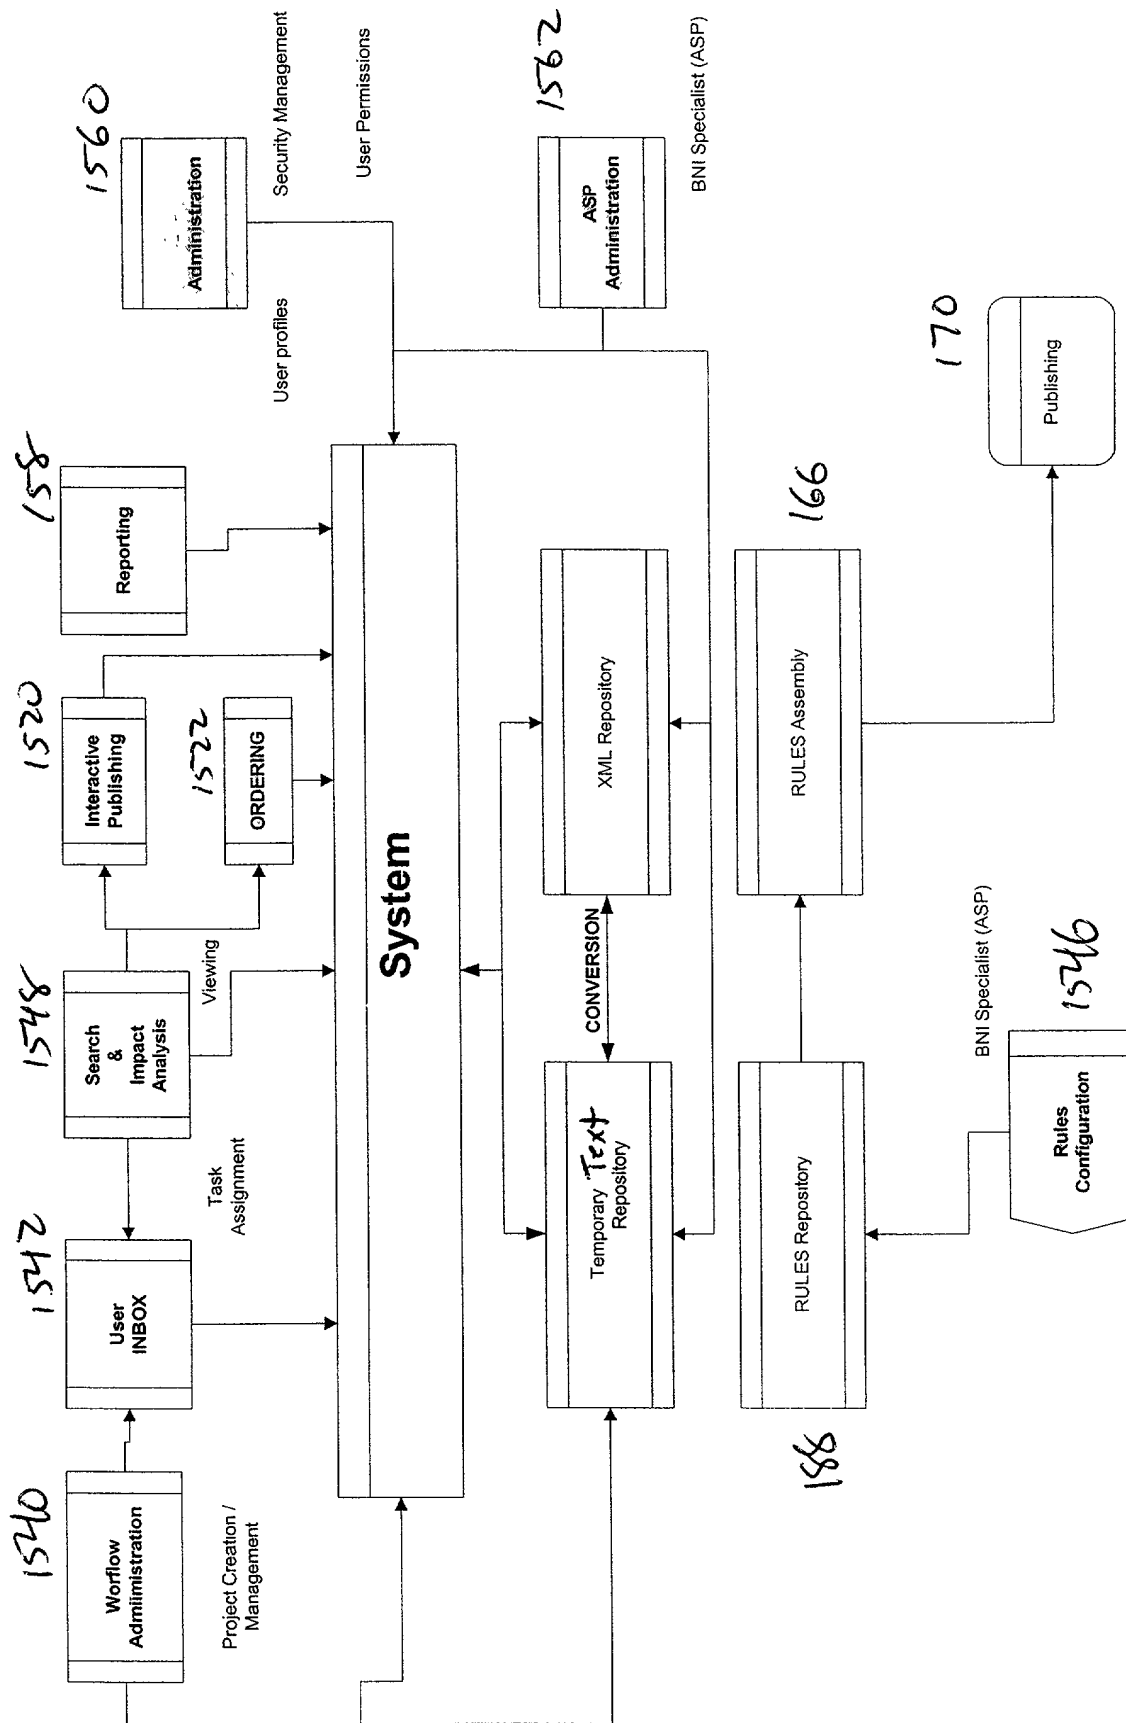 1540
Worflow
Admiimistration
Project Creation /
Management
1542
User
INBOX
Task
Assignment
1548
Search
&
Impact
Analysis
Viewing
1520
Interactive
Publishing
1522
ORDERING
158
Reporting
1560
Administration
User profiles
Security Management
User Permissions
System
1562
ASP
Administration
BNI Specialist (ASP)
Temporary Text
Repository
CONVERSION
XML Repository
188
RULES Repository
RULES Assembly
166
BNI Specialist (ASP)
1546
Rules
Configuration
170
Publishing